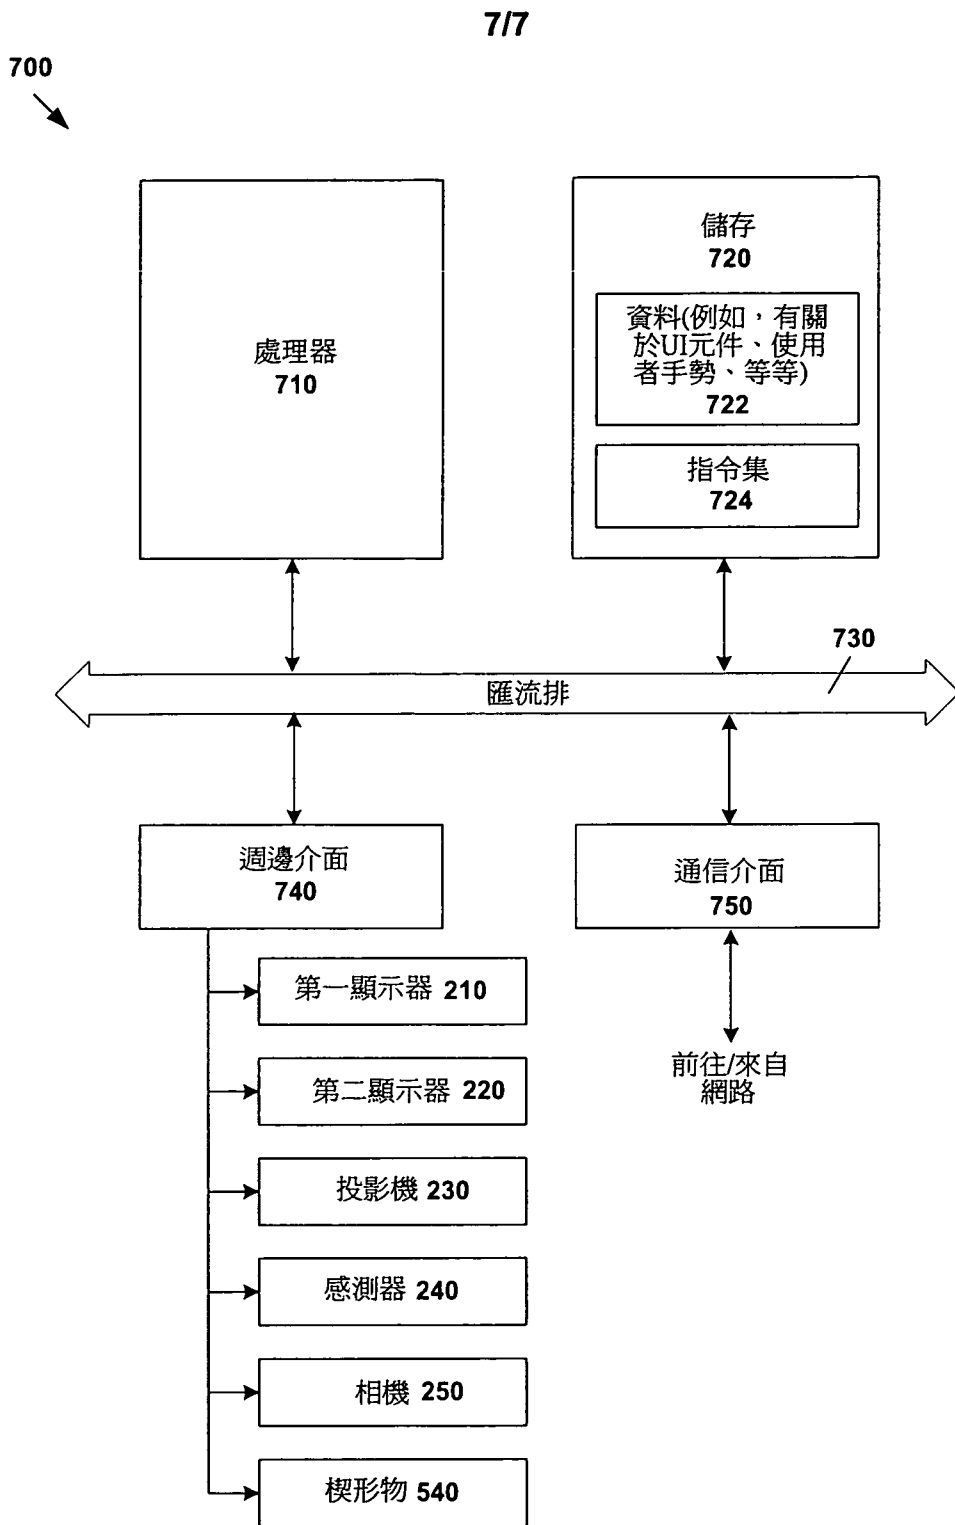 7/7
700
處理器
710
儲存
720
資料(例如，有關
於UI元件、使用
者手勢、等等)
722
指令集
724
730
匯流排
週邊介面
740
通信介面
750
第一顯示器 210
第二顯示器 220
投影機 230
感測器 240
相機 250
楔形物 540
前往/來自
網路